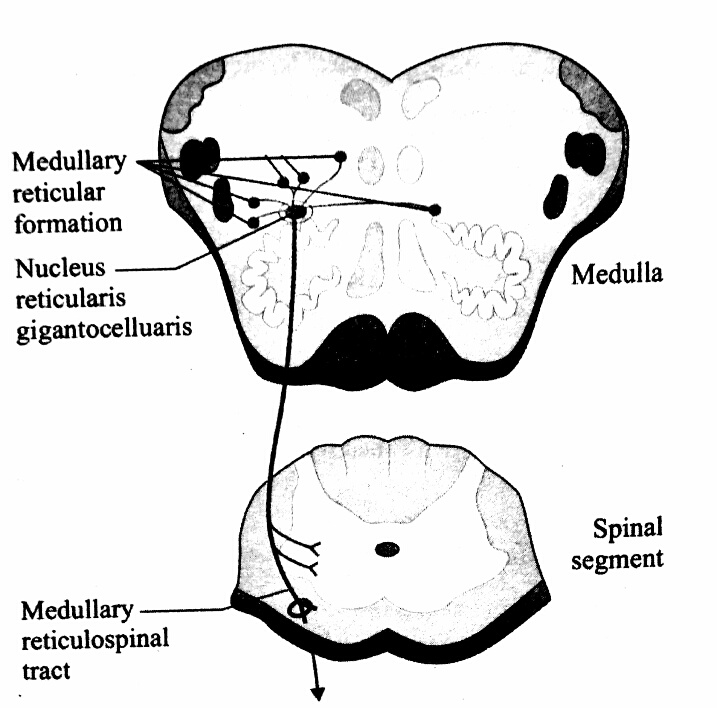 Medullary
reticular
formation
Nucleus
reticularis
gigantocelluaris
Medulla
Spinal
segment
Medullary
reticulospinal
tract